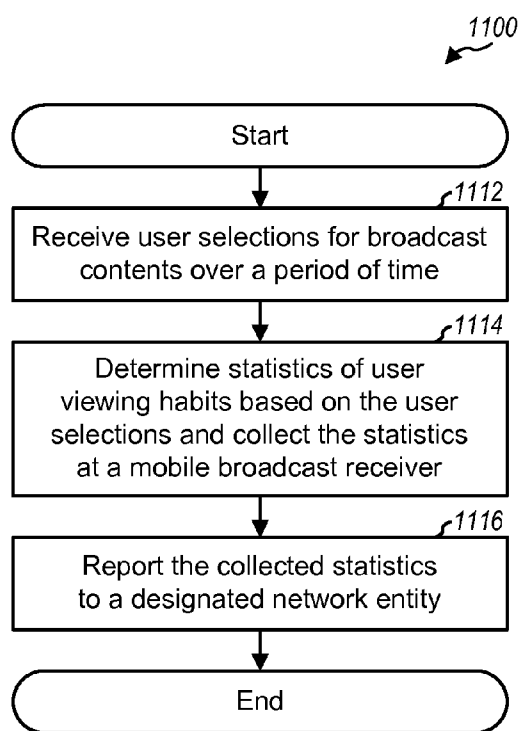 1100
Start
1112
Receive user selections for broadcast
contents over a period of time
1114
Determine statistics of user
viewing habits based on the user
selections and collect the statistics
at a mobile broadcast receiver
1116
Report the collected statistics
to a designated network entity
End